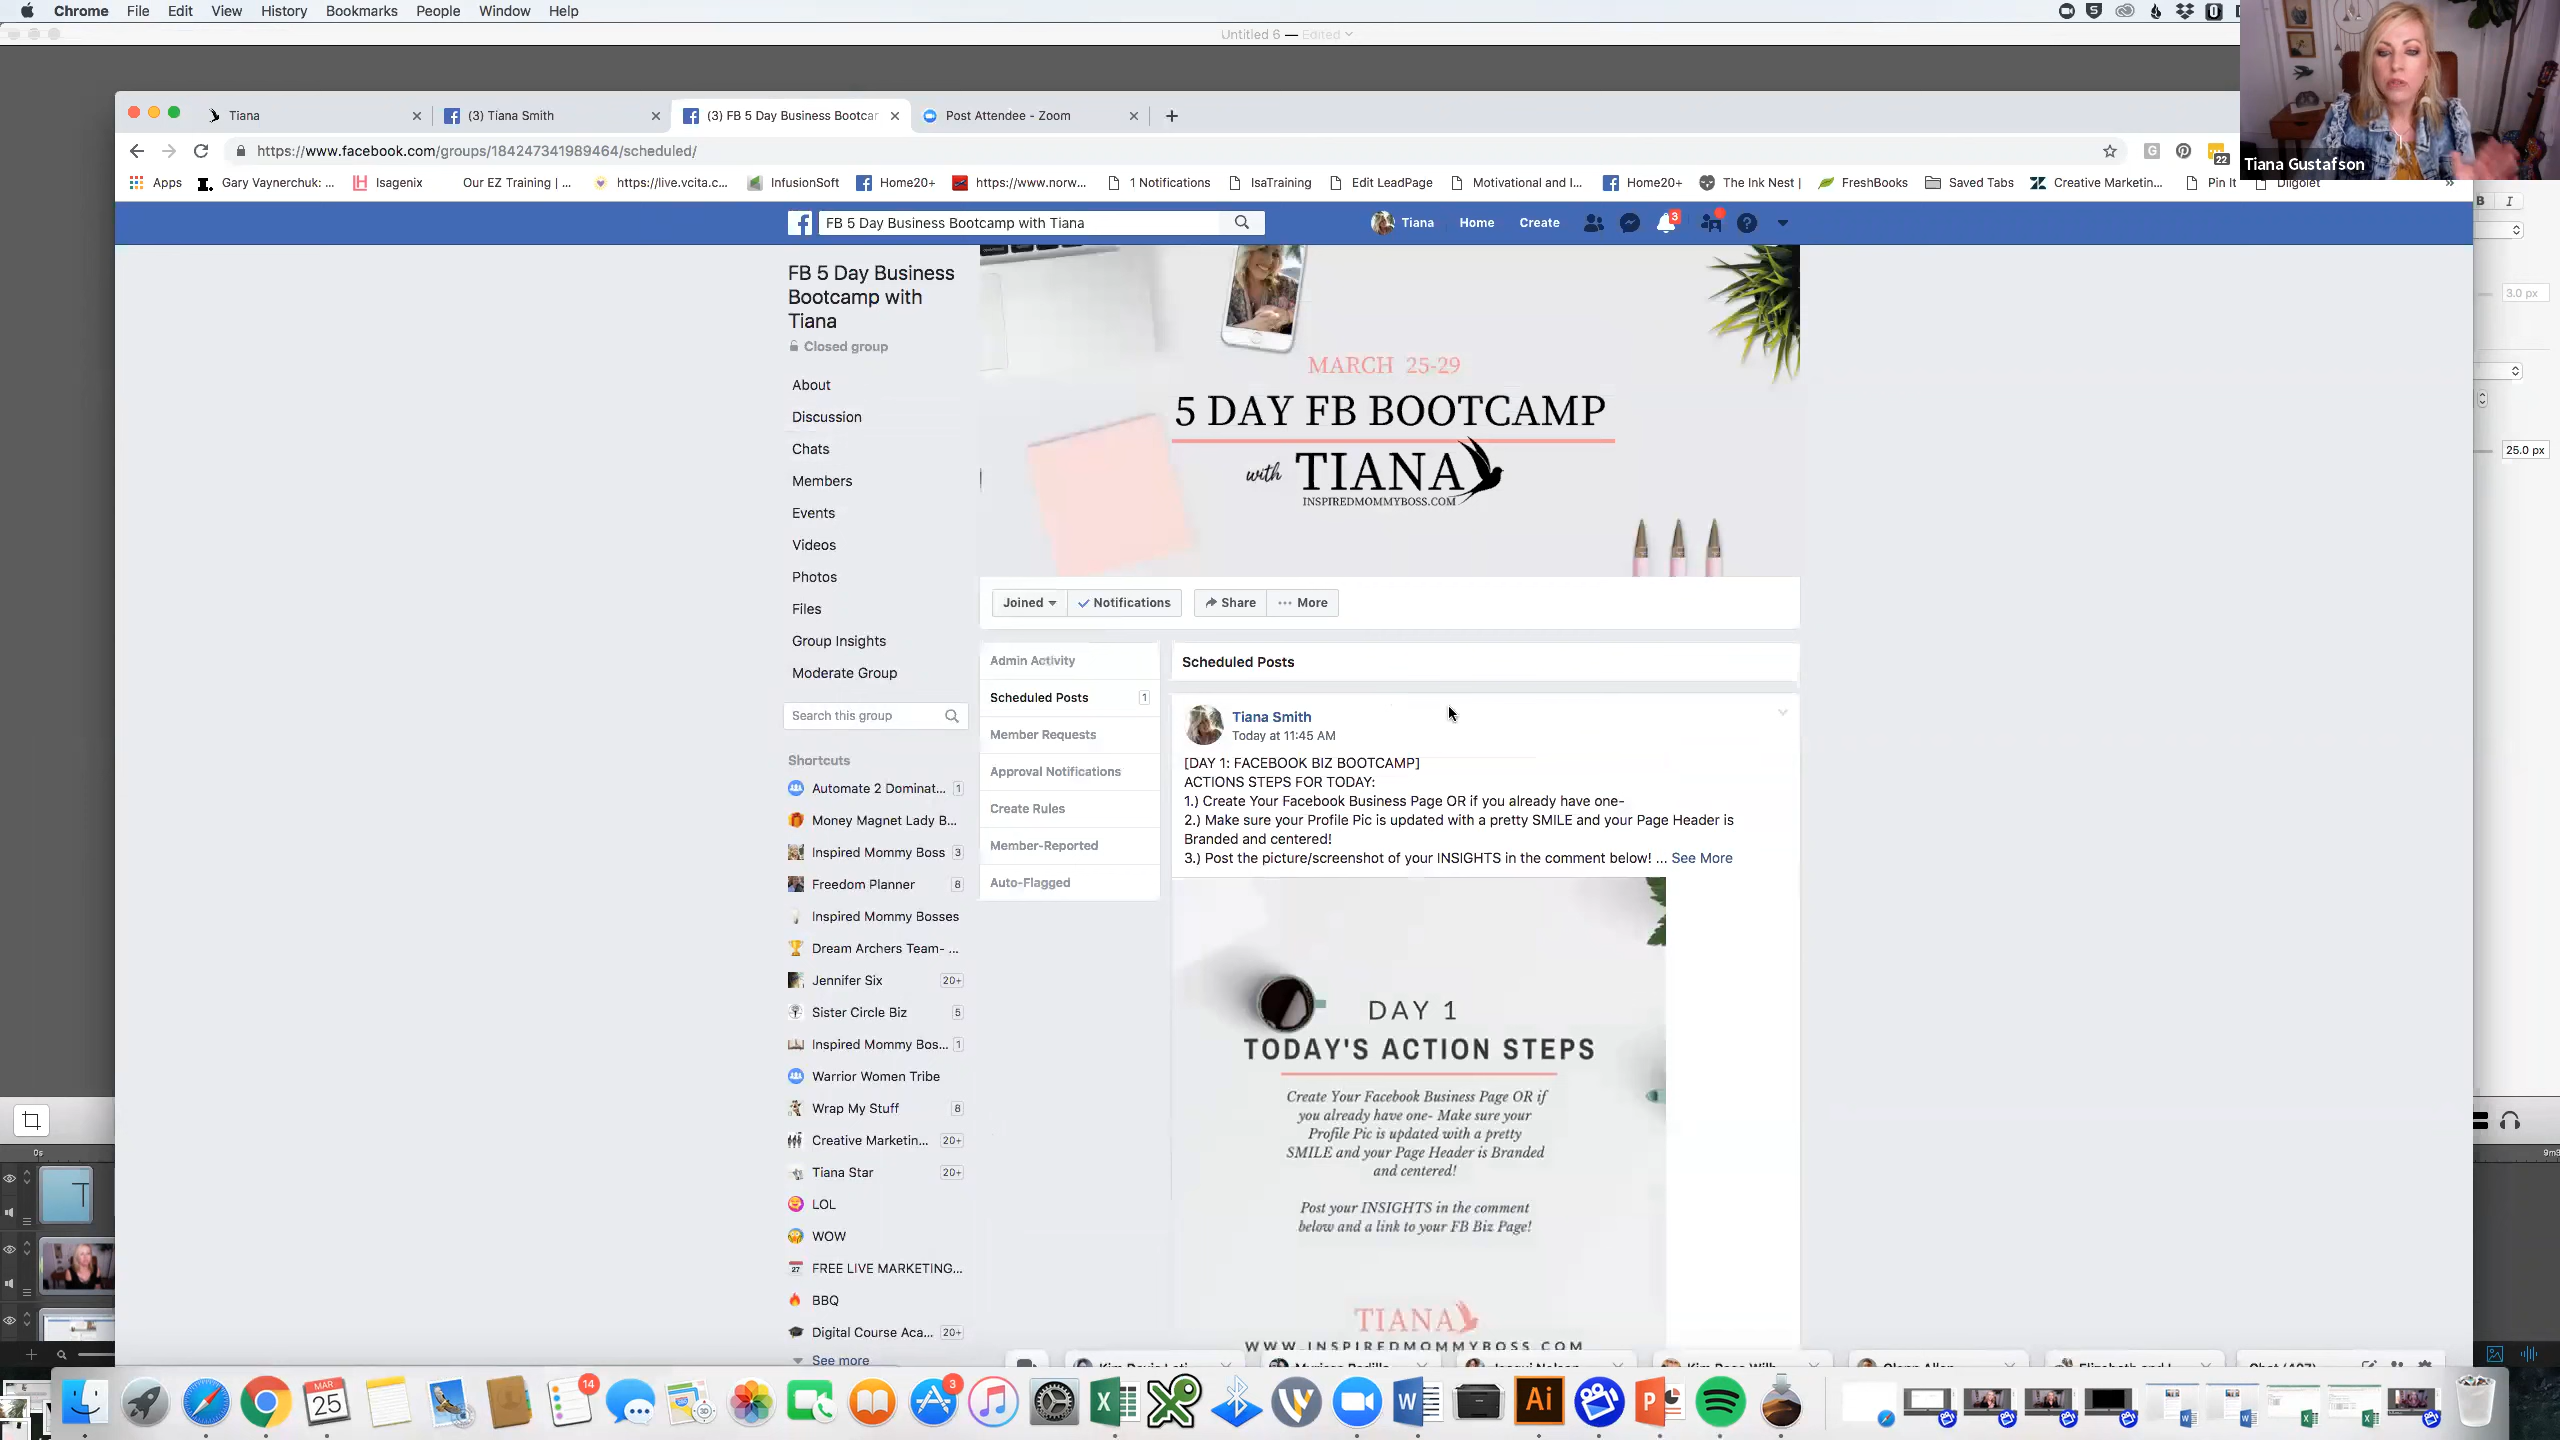 Chrome File Edit View History Bookmarks People Window Help
Untitled 6 — Edited
Tiana
(3) Tiana Smith
(3) FB 5 Day Business Bootcar
Post Attendee - Zoom
https://www.facebook.com/groups/184247341989464/scheduled/
22
Tiana Gustafson
Apps
Gary Vaynerchuk: ...
Isagenix
Our EZ Training | ...
https://live.vcita.c...
InfusionSoft
Home20+
https://www.norw...
1 Notifications
IsaTraining
Edit LeadPage
Motivational and I...
Home20+
The Ink Nest |
FreshBooks
Saved Tabs
Creative Marketin...
Pin It
Diigolet
B I
FB 5 Day Business Bootcamp with Tiana
Tiana Home Create 3
3.0 px
25.0 px
FB 5 Day Business
Bootcamp with
Tiana
Closed group
About
Discussion
Chats
Members
Events
Videos
Photos
Files
Group Insights
Moderate Group
Search this group
Shortcuts
Automate 2 Dominat... 1
Money Magnet Lady B...
Inspired Mommy Boss 3
Freedom Planner 8
Inspired Mommy Bosses
Dream Archers Team- ...
Jennifer Six 20+
Sister Circle Biz 5
Inspired Mommy Bos... 1
Warrior Women Tribe
Wrap My Stuff 8
Creative Marketin... 20+
Tiana Star 20+
LOL
WOW
FREE LIVE MARKETING...
BBQ
Digital Course Aca... 20+
See more
MARCH 25-29
5 DAY FB BOOTCAMP
with TIANA
INSPIREDMOMMYBOSS.COM
Joined Notifications Share More
Admin Activity
Scheduled Posts 1
Member Requests
Approval Notifications
Create Rules
Member-Reported
Auto-Flagged
Scheduled Posts
Tiana Smith
Today at 11:45 AM
[DAY 1: FACEBOOK BIZ BOOTCAMP]
ACTIONS STEPS FOR TODAY:
1.) Create Your Facebook Business Page OR if you already have one-
2.) Make sure your Profile Pic is updated with a pretty SMILE and your Page Header is
Branded and centered!
3.) Post the picture/screenshot of your INSIGHTS in the comment below! ... See More
DAY 1
TODAY'S ACTION STEPS
Create Your Facebook Business Page OR if
you already have one- Make sure your
Profile Pic is updated with a pretty
SMILE and your Page Header is Branded
and centered!
Post your INSIGHTS in the comment
below and a link to your FB Biz Page!
TIANA
WWW.INSPIREDMOMMYBOSS.COM
0s
T
MAR
25
14
3